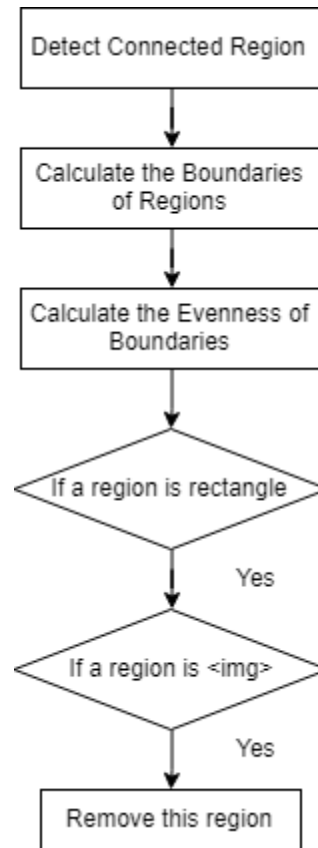 Detect Connected Region
Calculate the Boundaries
of Regions
Calculate the Evenness of
Boundaries
If a region is rectangle
Yes
If a region is <img>
Yes
Remove this region